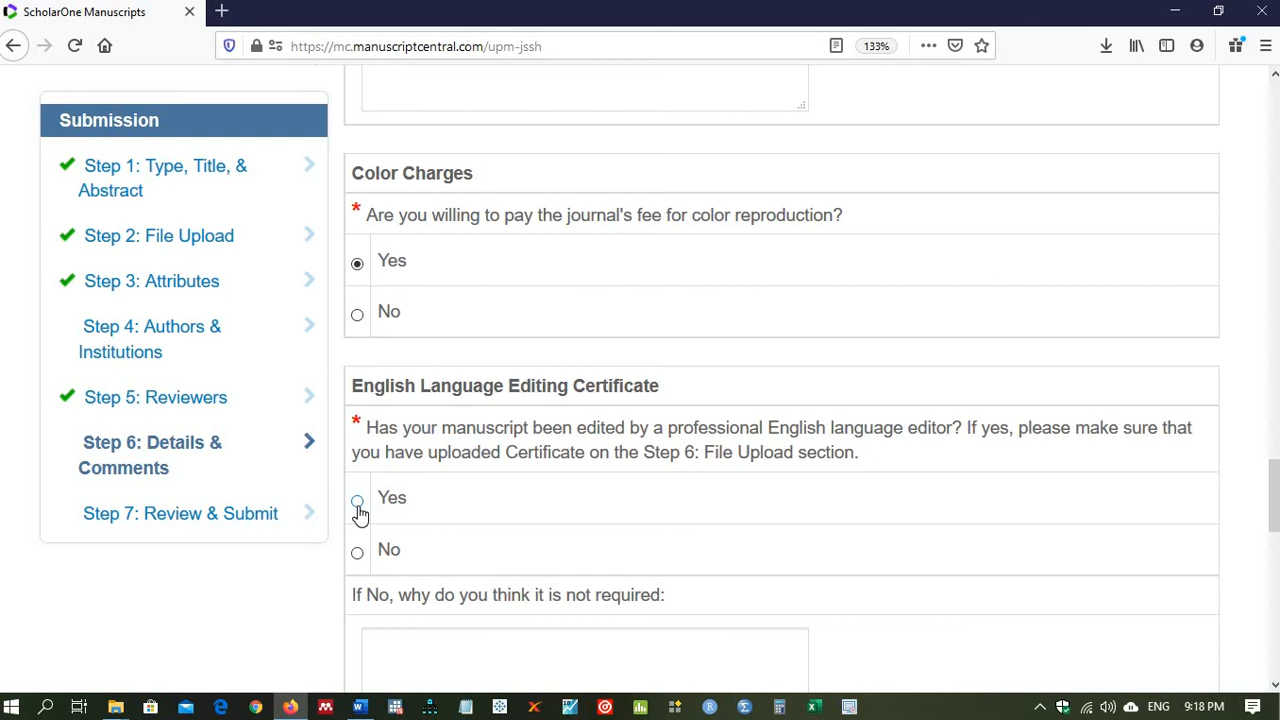 ScholarOne Manuscripts
https://mc.manuscriptcentral.com/upm-jssh
133%
Submission
Step 1: Type, Title, &
Abstract
Step 2: File Upload
Step 3: Attributes
Step 4: Authors &
Institutions
Step 5: Reviewers
Step 6: Details &
Comments
Step 7: Review & Submit
Color Charges
* Are you willing to pay the journal's fee for color reproduction?
Yes
No
English Language Editing Certificate
* Has your manuscript been edited by a professional English language editor? If yes, please make sure that
you have uploaded Certificate on the Step 6: File Upload section.
Yes
No
If No, why do you think it is not required:
ENG
9:18 PM